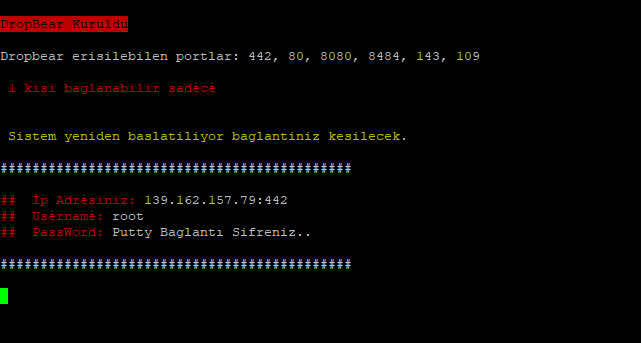 DropBear Kuruldu
Dropbear erisilebilen portlar: 442, 80, 8080, 8484, 143, 109
1 kisi baglanabilir sadece
Sistem yeniden baslatiliyor baglantiniz kesilecek.
############################################
## İp Adresiniz: 139.162.157.79:442
## Username: root
## PassWord: Putty Baglantı Sifreniz..
############################################